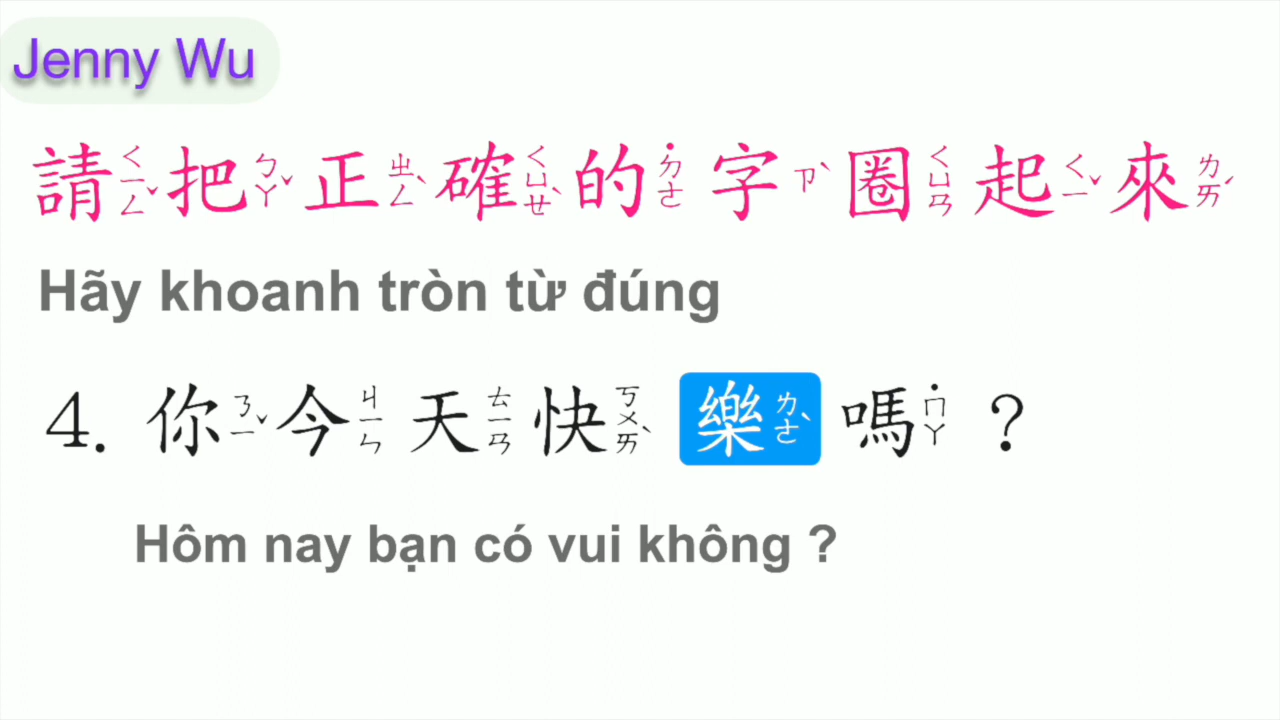 Jenny Wu
請ㄑㄧㄥˇ把ㄅㄚˇ正ㄓㄥˋ確ㄑㄩㄝˋ的˙ㄉㄜ字ㄗˋ圈ㄑㄩㄢ起ㄑㄧˇ來ㄌㄞˊ
Hãy khoanh tròn từ đúng
4. 你ㄋㄧˇ今ㄐㄧㄣ天ㄊㄧㄢ快ㄎㄨㄞˋ樂ㄌㄜˋ嗎˙ㄇㄚ？
Hôm nay bạn có vui không ?